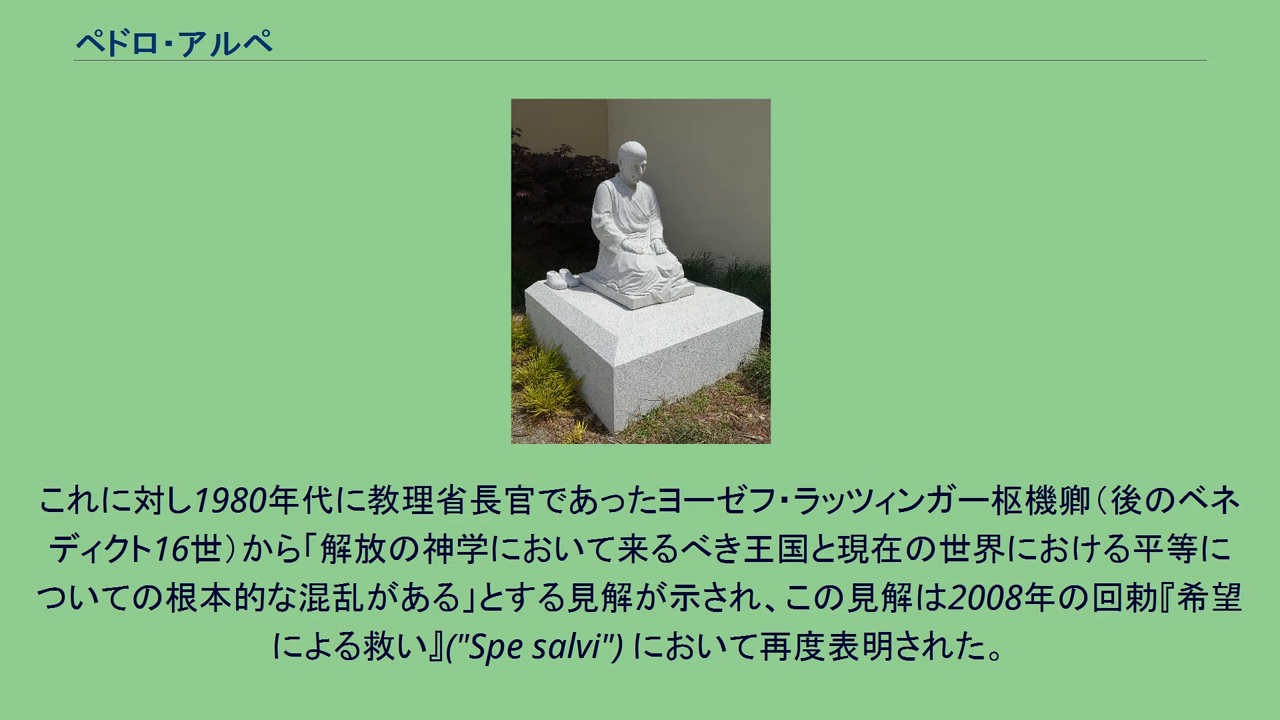 ペドロ・アルペ
これに対し1980年代に教理省長官であったヨーゼフ・ラッツィンガー枢機卿（後のベネ
ディクト16世）から「解放の神学において来るべき王国と現在の世界における平等に
ついての根本的な混乱がある」とする見解が示され、この見解は2008年の回勅『希望
による救い』("Spe salvi") において再度表明された。